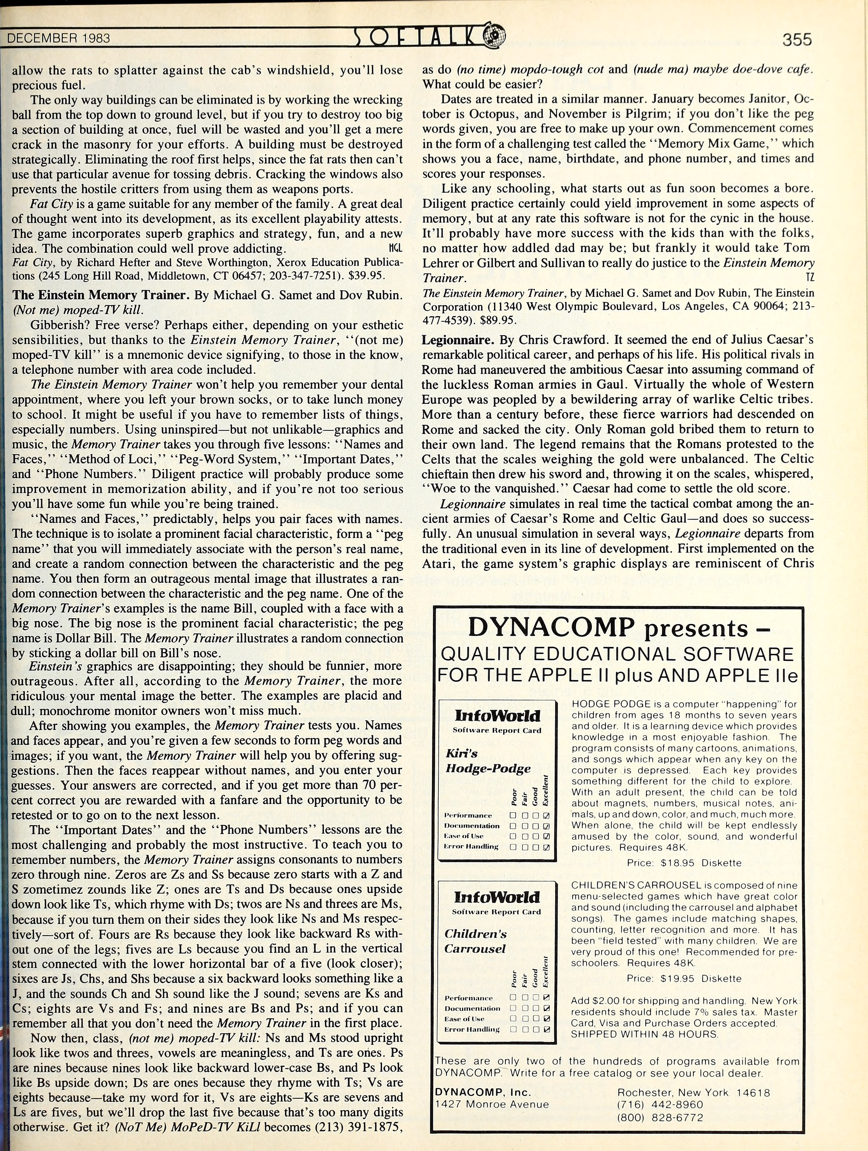 DECEMBER 1983
SOFTALK
355
allow the rats to splatter against the cab's windshield, you'll lose
precious fuel.
The only way buildings can be eliminated is by working the wrecking
ball from the top down to ground level, but if you try to destroy too big
a section of building at once, fuel will be wasted and you'll get a mere
crack in the masonry for your efforts. A building must be destroyed
strategically. Eliminating the roof first helps, since the fat rats then can't
use that particular avenue for tossing debris. Cracking the windows also
prevents the hostile critters from using them as weapons ports.
Fat City is a game suitable for any member of the family. A great deal
of thought went into its development, as its excellent playability attests.
The game incorporates superb graphics and strategy, fun, and a new
idea. The combination could well prove addicting. MCL
Fat City, by Richard Hefter and Steve Worthington, Xerox Education Publica-
tions (245 Long Hill Road, Middletown, CT 06457; 203-347-7251). $39.95.
The Einstein Memory Trainer. By Michael G. Samet and Dov Rubin.
(Not me) moped-TV kill.
Gibberish? Free verse? Perhaps either, depending on your esthetic
sensibilities, but thanks to the Einstein Memory Trainer, "(not me)
moped-TV kill" is a mnemonic device signifying, to those in the know,
a telephone number with area code included.
The Einstein Memory Trainer won't help you remember your dental
appointment, where you left your brown socks, or to take lunch money
to school. It might be useful if you have to remember lists of things,
especially numbers. Using uninspired—but not unlikable—graphics and
music, the Memory Trainer takes you through five lessons: "Names and
Faces," "Method of Loci," "Peg-Word System," "Important Dates,"
and "Phone Numbers." Diligent practice will probably produce some
improvement in memorization ability, and if you're not too serious
you'll have some fun while you're being trained.
"Names and Faces," predictably, helps you pair faces with names.
The technique is to isolate a prominent facial characteristic, form a "peg
name" that you will immediately associate with the person's real name,
and create a random connection between the characteristic and the peg
name. You then form an outrageous mental image that illustrates a ran-
dom connection between the characteristic and the peg name. One of the
Memory Trainer's examples is the name Bill, coupled with a face with a
big nose. The big nose is the prominent facial characteristic; the peg
name is Dollar Bill. The Memory Trainer illustrates a random connection
by sticking a dollar bill on Bill's nose.
Einstein's graphics are disappointing; they should be funnier, more
outrageous. After all, according to the Memory Trainer, the more
ridiculous your mental image the better. The examples are placid and
dull; monochrome monitor owners won't miss much.
After showing you examples, the Memory Trainer tests you. Names
and faces appear, and you're given a few seconds to form peg words and
images; if you want, the Memory Trainer will help you by offering sug-
gestions. Then the faces reappear without names, and you enter your
guesses. Your answers are corrected, and if you get more than 70 per-
cent correct you are rewarded with a fanfare and the opportunity to be
retested or to go on to the next lesson.
The "Important Dates" and the "Phone Numbers" lessons are the
most challenging and probably the most instructive. To teach you to
remember numbers, the Memory Trainer assigns consonants to numbers
zero through nine. Zeros are Zs and Ss because zero starts with a Z and
S zometimez zounds like Z; ones are Ts and Ds because ones upside
down look like Ts, which rhyme with Ds; twos are Ns and threes are Ms,
because if you turn them on their sides they look like Ns and Ms respec-
tively—sort of. Fours are Rs because they look like backward Rs with-
out one of the legs; fives are Ls because you find an L in the vertical
stem connected with the lower horizontal bar of a five (look closer);
sixes are Js, Chs, and Shs because a six backward looks something like a
J, and the sounds Ch and Sh sound like the J sound; sevens are Ks and
Cs; eights are Vs and Fs; and nines are Bs and Ps; and if you can
remember all that you don't need the Memory Trainer in the first place.
Now then, class, (not me) moped-TV kill: Ns and Ms stood upright
look like twos and threes, vowels are meaningless, and Ts are ones. Ps
are nines because nines look like backward lower-case Bs, and Ps look
like Bs upside down; Ds are ones because they rhyme with Ts; Vs are
eights because—take my word for it, Vs are eights—Ks are sevens and
Ls are fives, but we'll drop the last five because that's too many digits
otherwise. Get it? (NoT Me) MoPeD-TV KiLl becomes (213) 391-1875,
as do (no time) mopdo-tough cot and (nude ma) maybe doe-dove cafe.
What could be easier?
Dates are treated in a similar manner. January becomes Janitor, Oc-
tober is Octopus, and November is Pilgrim; if you don't like the peg
words given, you are free to make up your own. Commencement comes
in the form of a challenging test called the "Memory Mix Game," which
shows you a face, name, birthdate, and phone number, and times and
scores your responses.
Like any schooling, what starts out as fun soon becomes a bore.
Diligent practice certainly could yield improvement in some aspects of
memory, but at any rate this software is not for the cynic in the house.
It'll probably have more success with the kids than with the folks,
no matter how addled dad may be; but frankly it would take Tom
Lehrer or Gilbert and Sullivan to really do justice to the Einstein Memory
Trainer. TZ
The Einstein Memory Trainer, by Michael G. Samet and Dov Rubin, The Einstein
Corporation (11340 West Olympic Boulevard, Los Angeles, CA 90064; 213-
477-4539). $89.95.
Legionnaire. By Chris Crawford. It seemed the end of Julius Caesar's
remarkable political career, and perhaps of his life. His political rivals in
Rome had maneuvered the ambitious Caesar into assuming command of
the luckless Roman armies in Gaul. Virtually the whole of Western
Europe was peopled by a bewildering array of warlike Celtic tribes.
More than a century before, these fierce warriors had descended on
Rome and sacked the city. Only Roman gold bribed them to return to
their own land. The legend remains that the Romans protested to the
Celts that the scales weighing the gold were unbalanced. The Celtic
chieftain then drew his sword and, throwing it on the scales, whispered,
"Woe to the vanquished." Caesar had come to settle the old score.
Legionnaire simulates in real time the tactical combat among the an-
cient armies of Caesar's Rome and Celtic Gaul—and does so success-
fully. An unusual simulation in several ways, Legionnaire departs from
the traditional even in its line of development. First implemented on the
Atari, the game system's graphic displays are reminiscent of Chris
DYNACOMP presents –
QUALITY EDUCATIONAL SOFTWARE
FOR THE APPLE II plus AND APPLE IIe
InfoWorld
Software Report Card
Kiri's
Hodge-Podge
Poor Fair Good Excellent
Performance
Documentation
Ease of Use
Error Handling
HODGE PODGE is a computer "happening" for
children from ages 18 months to seven years
and older. It is a learning device which provides
knowledge in a most enjoyable fashion. The
program consists of many cartoons, animations,
and songs which appear when any key on the
computer is depressed. Each key provides
something different for the child to explore.
With an adult present, the child can be told
about magnets, numbers, musical notes, ani-
mals, up and down, color, and much, much more.
When alone, the child will be kept endlessly
amused by the color, sound, and wonderful
pictures. Requires 48K.
Price: $18.95 Diskette
InfoWorld
Software Report Card
Children's
Carrousel
Poor Fair Good Excellent
Performance
Documentation
Ease of Use
Error Handling
CHILDREN'S CARROUSEL is composed of nine
menu-selected games which have great color
and sound (including the carrousel and alphabet
songs). The games include matching shapes,
counting, letter recognition and more. It has
been "field tested" with many children. We are
very proud of this one! Recommended for pre-
schoolers. Requires 48K.
Price: $19.95 Diskette
Add $2.00 for shipping and handling. New York
residents should include 7% sales tax. Master
Card, Visa and Purchase Orders accepted.
SHIPPED WITHIN 48 HOURS.
These are only two of the hundreds of programs available from
DYNACOMP. Write for a free catalog or see your local dealer.
DYNACOMP, Inc.
1427 Monroe Avenue
Rochester, New York 14618
(716) 442-8960
(800) 828-6772